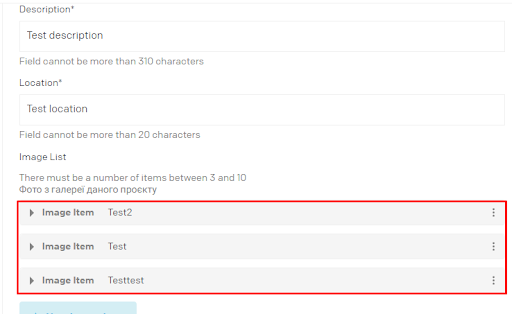 Description*
Test description
Field cannot be more than 310 characters
Location*
Test location
Field cannot be more than 20 characters
Image List
There must be a number of items between 3 and 10
Фото з галереї даного проєкту
Image Item Test2
Image Item Test
Image Item Testtest